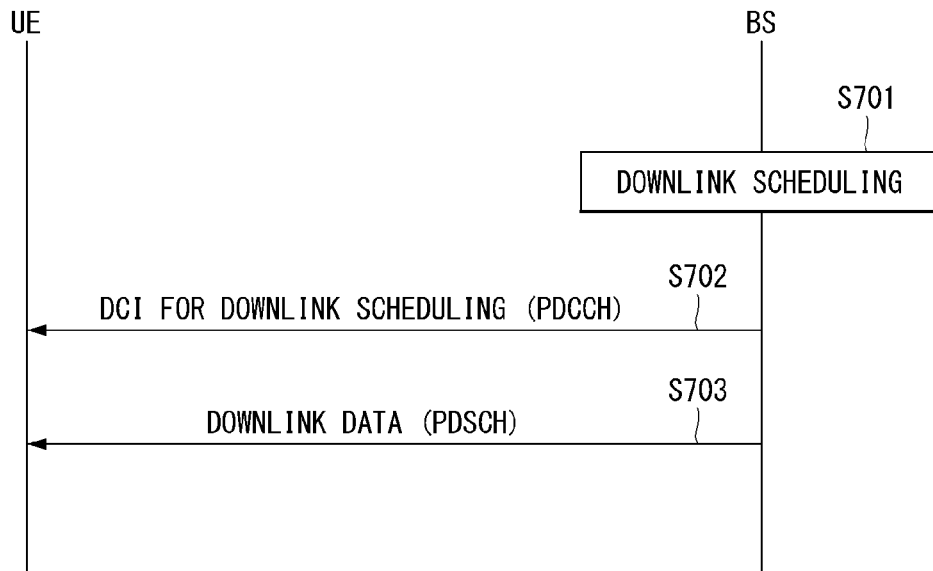 UE
BS
S701
DOWNLINK SCHEDULING
S702
DCI FOR DOWNLINK SCHEDULING (PDCCH)
S703
DOWNLINK DATA (PDSCH)